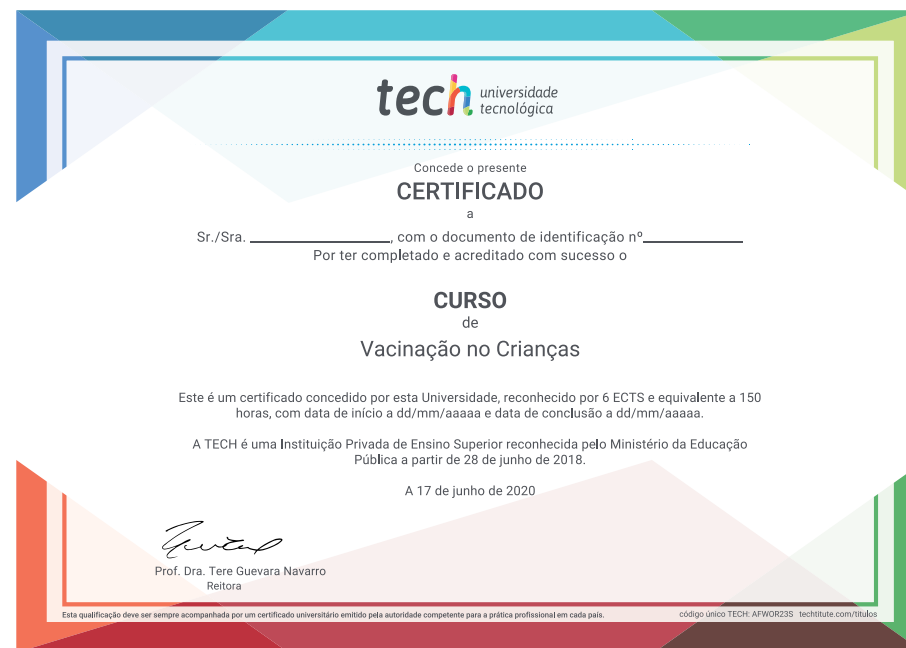 tech universidade
tecnológica
Concede o presente
CERTIFICADO
a
Sr./Sra. ____________________, com o documento de identificação nº______________
Por ter completado e acreditado com sucesso o
CURSO
de
Vacinação no Crianças
Este é um certificado concedido por esta Universidade, reconhecido por 6 ECTS e equivalente a 150
horas, com data de início a dd/mm/aaaaa e data de conclusão a dd/mm/aaaaa.
A TECH é uma Instituição Privada de Ensino Superior reconhecida pelo Ministério da Educação
Pública a partir de 28 de junho de 2018.
A 17 de junho de 2020
Prof. Dra. Tere Guevara Navarro
Reitora
Esta qualificação deve ser sempre acompanhada por um certificado universitário emitido pela autoridade competente para a prática profissional em cada país.
código único TECH: AFWOR23S techtitute.com/titulos